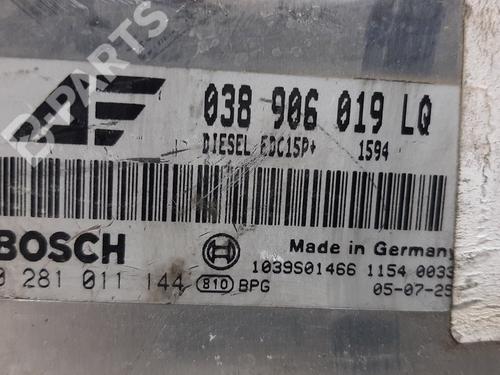 B-PARTS
038 906 019 LQ
DIESEL EDC15P+ 1594
BOSCH
Made in Germany
0 281 011 144 810 BPG
1039S01466 1154 0033
05-07-25